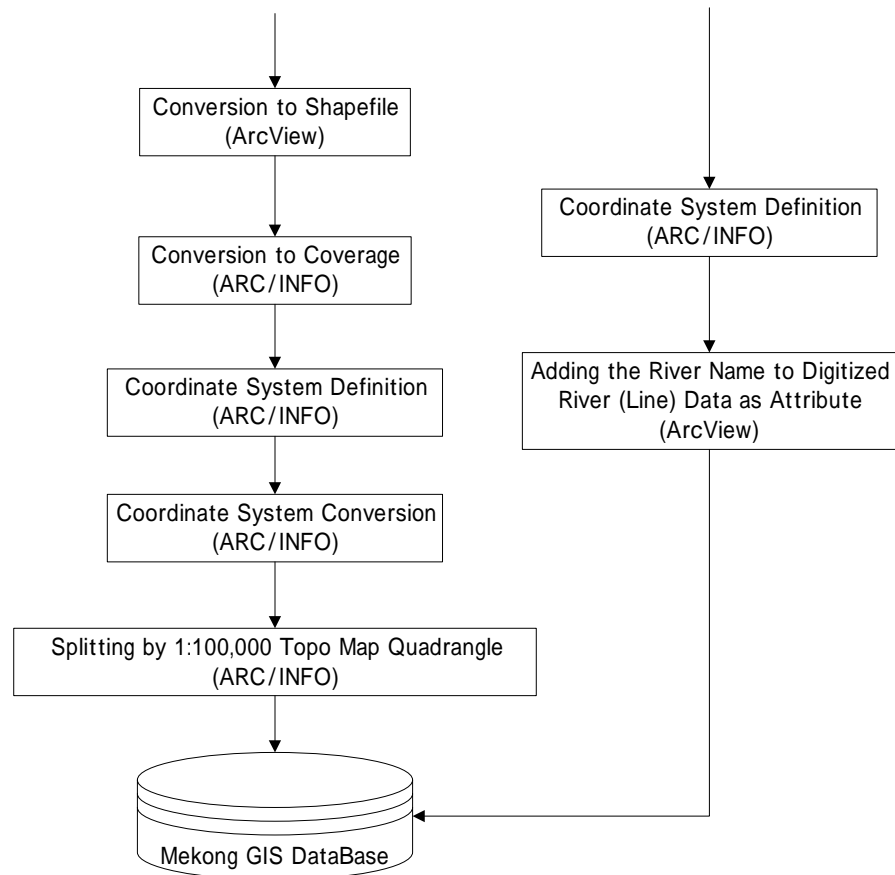 Conversion to Shapefile
(ArcView)
Conversion to Coverage
(ARC/INFO)
Coordinate System Definition
(ARC/INFO)
Coordinate System Conversion
(ARC/INFO)
Splitting by 1:100,000 Topo Map Quadrangle
(ARC/INFO)
Coordinate System Definition
(ARC/INFO)
Adding the River Name to Digitized
River (Line) Data as Attribute
(ArcView)
Mekong GIS DataBase